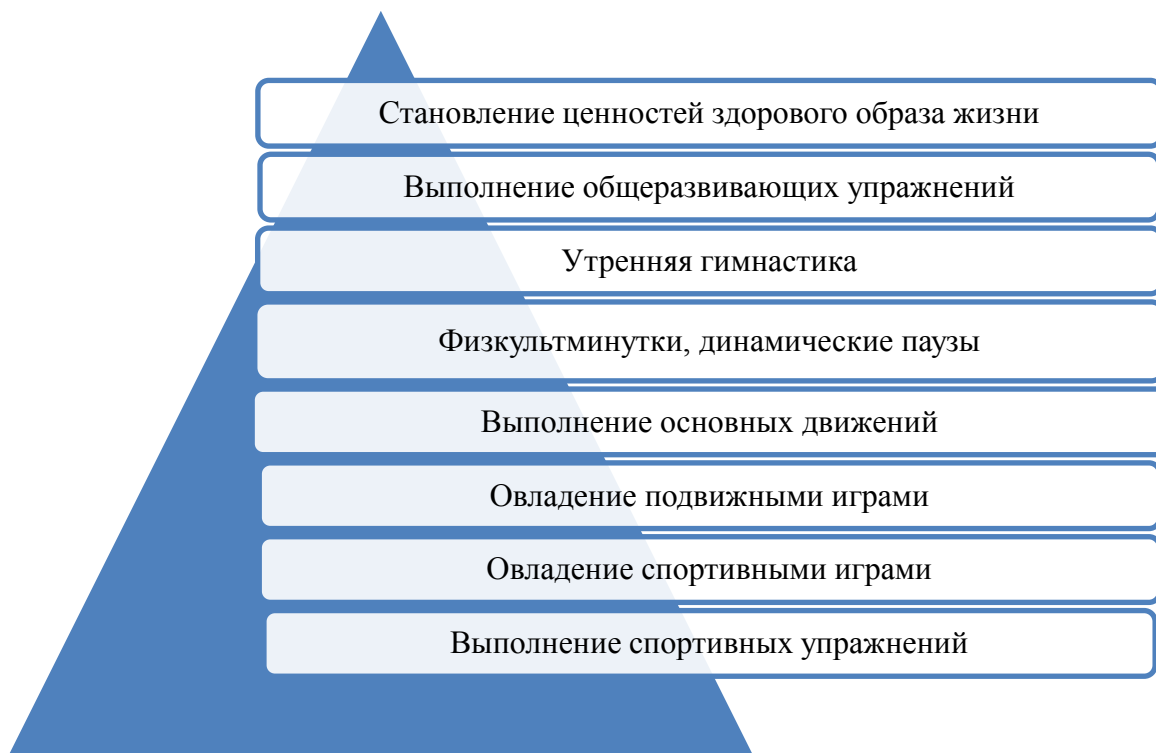 Становление ценностей здорового образа жизни
Выполнение общеразвивающих упражнений
Утренняя гимнастика
Физкультминутки, динамические паузы
Выполнение основных движений
Овладение подвижными играми
Овладение спортивными играми
Выполнение спортивных упражнений